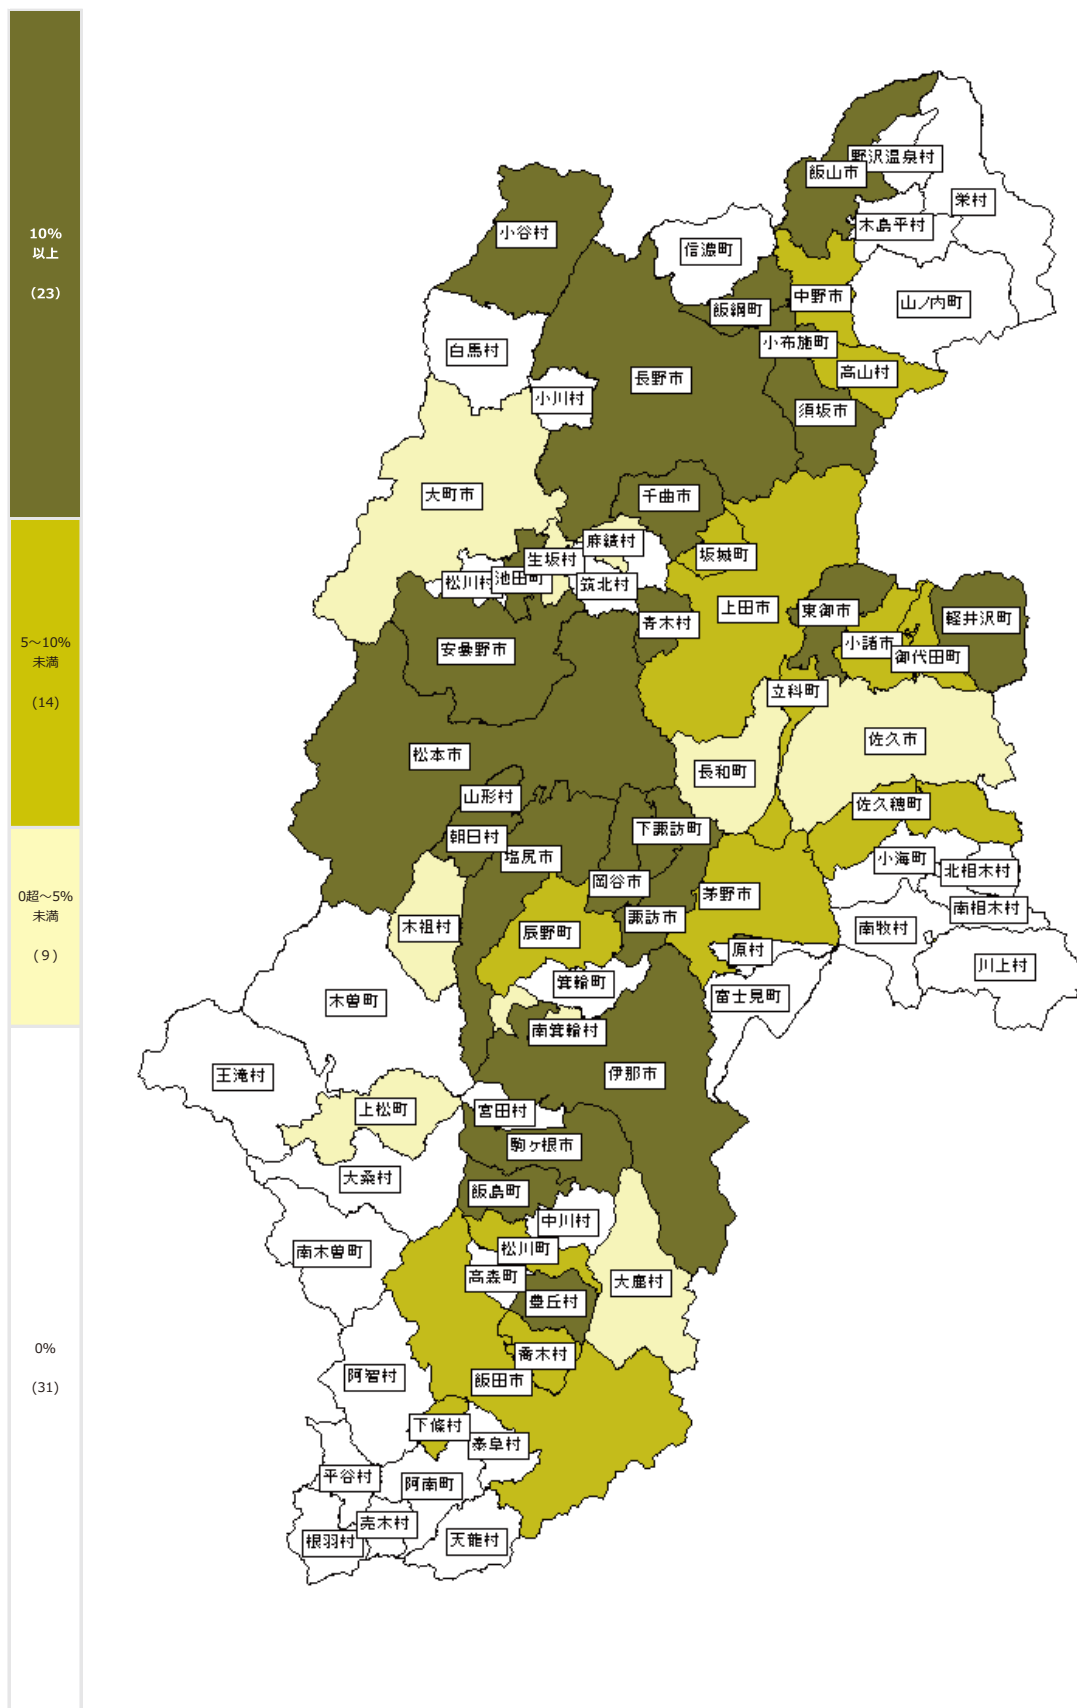 10%
以上
(23)
5~10%
未満
(14)
0超~5%
未満
(9)
0%
(31)
野沢温泉村
飯山市
栄村
木島平村
小谷村
信濃町
中野市
山ノ内町
飯綱町
小布施町
白馬村
高山村
長野市
小川村
須坂市
大町市
千曲市
麻績村
坂城町
生坂村
松川村
池田町
筑北村
上田市
東御市
軽井沢町
青木村
小諸市
安曇野市
御代田町
立科町
佐久市
松本市
長和町
山形村
佐久穂町
下諏訪町
朝日村
塩尻市
小海町
北相木村
岡谷市
茅野市
南相木村
木祖村
諏訪市
辰野町
南牧村
原村
川上村
箕輪町
富士見町
木曽町
南箕輪村
王滝村
伊那市
上松町
宮田村
駒ヶ根市
大桑村
飯島町
中川村
南木曽町
松川町
高森町
大鹿村
豊丘村
喬木村
阿智村
飯田市
下條村
泰阜村
平谷村
阿南町
売木村
根羽村
天龍村